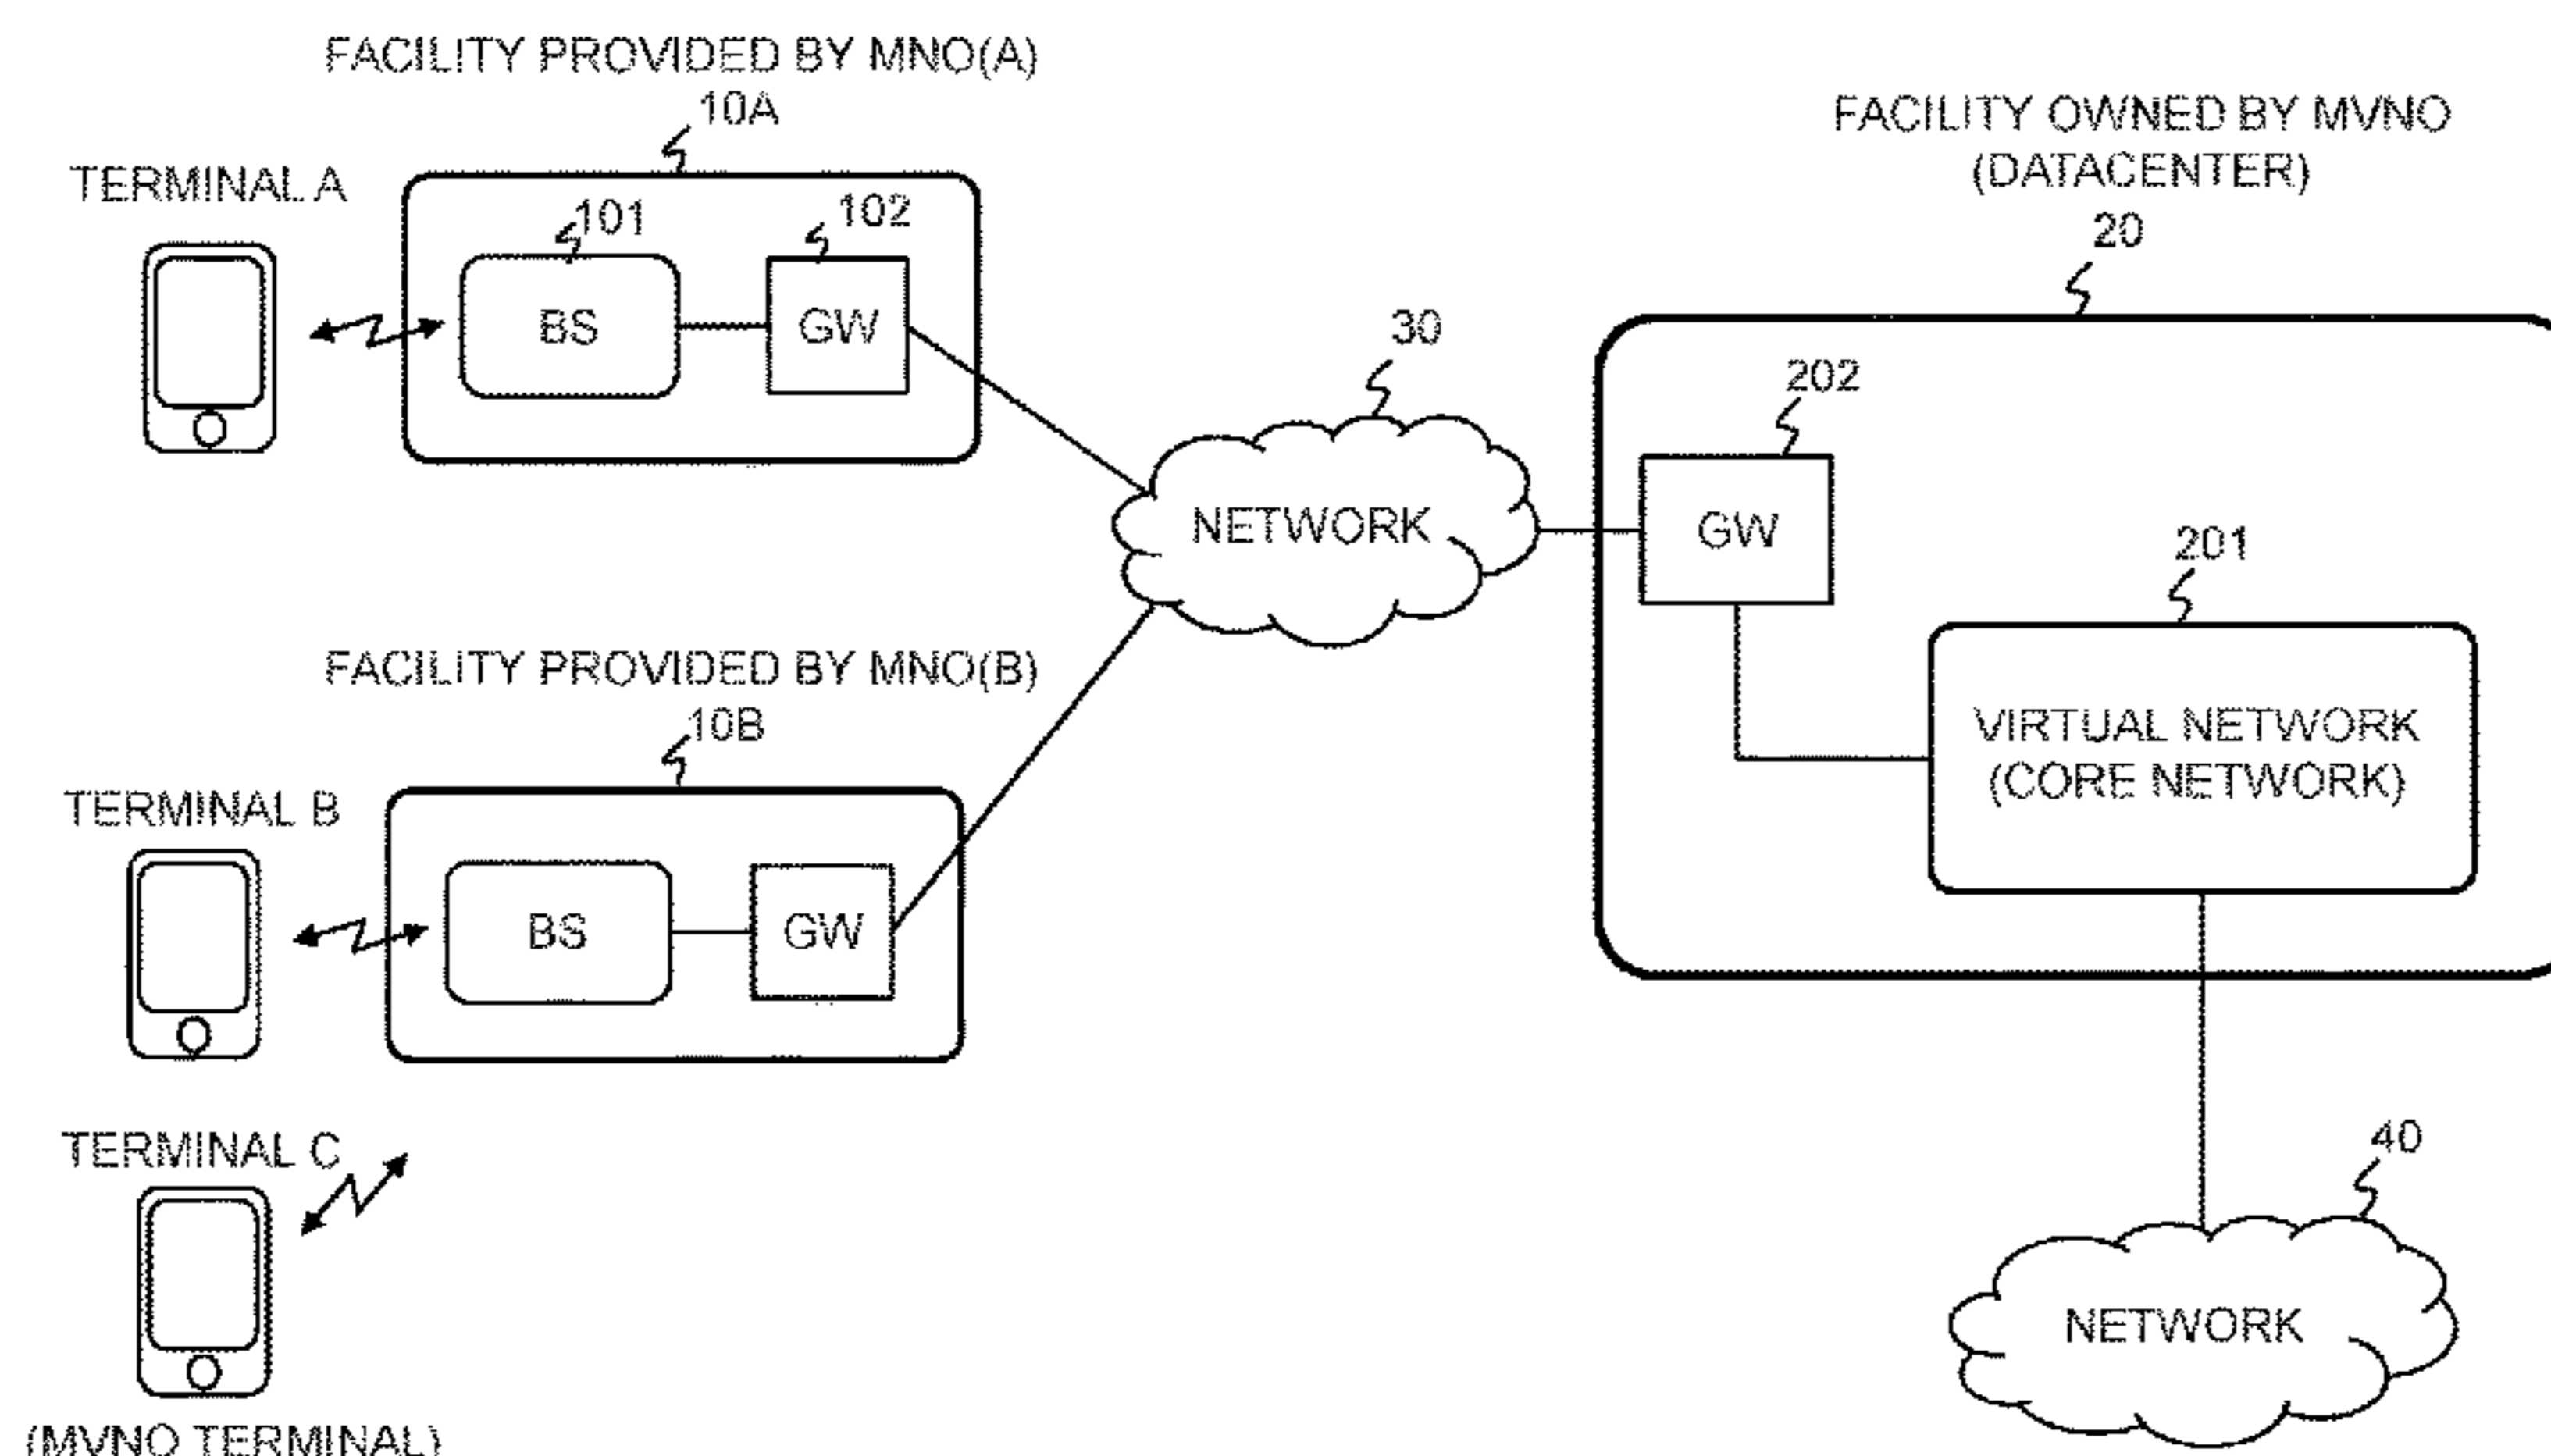 FACILITY PROVIDED BY MNO(A)
10A
TERMINAL A
101
102
BS
GW
FACILITY OWNED BY MVNO
(DATACENTER)
20
30
NETWORK
202
GW
201
VIRTUAL NETWORK
(CORE NETWORK)
FACILITY PROVIDED BY MNO(B)
10B
TERMINAL B
BS
GW
TERMINAL C
(MVNO TERMINAL)
40
NETWORK